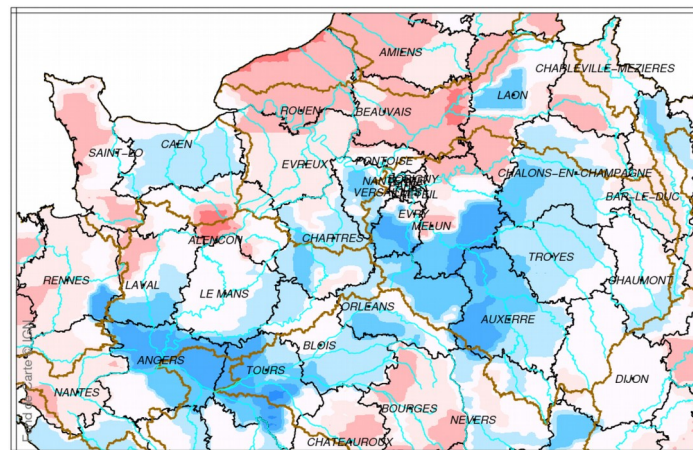 AMIENS
CHARLEVILLE-MEZIERES
LAON
ROUEN
BEAUVAIS
CAEN
SAINT-LO
EVREUX
PONTOISE
CHALONS-EN-CHAMPAGNE
BAR-LE-DUC
EVRY
MELUN
ALENCON
CHARTRES
TROYES
CHAUMONT
RENNES
LAVAL
LE MANS
ORLEANS
AUXERRE
BLOIS
ANGERS
TOURS
DIJON
NANTES
BOURGES
NEVERS
CHATEAUROUX